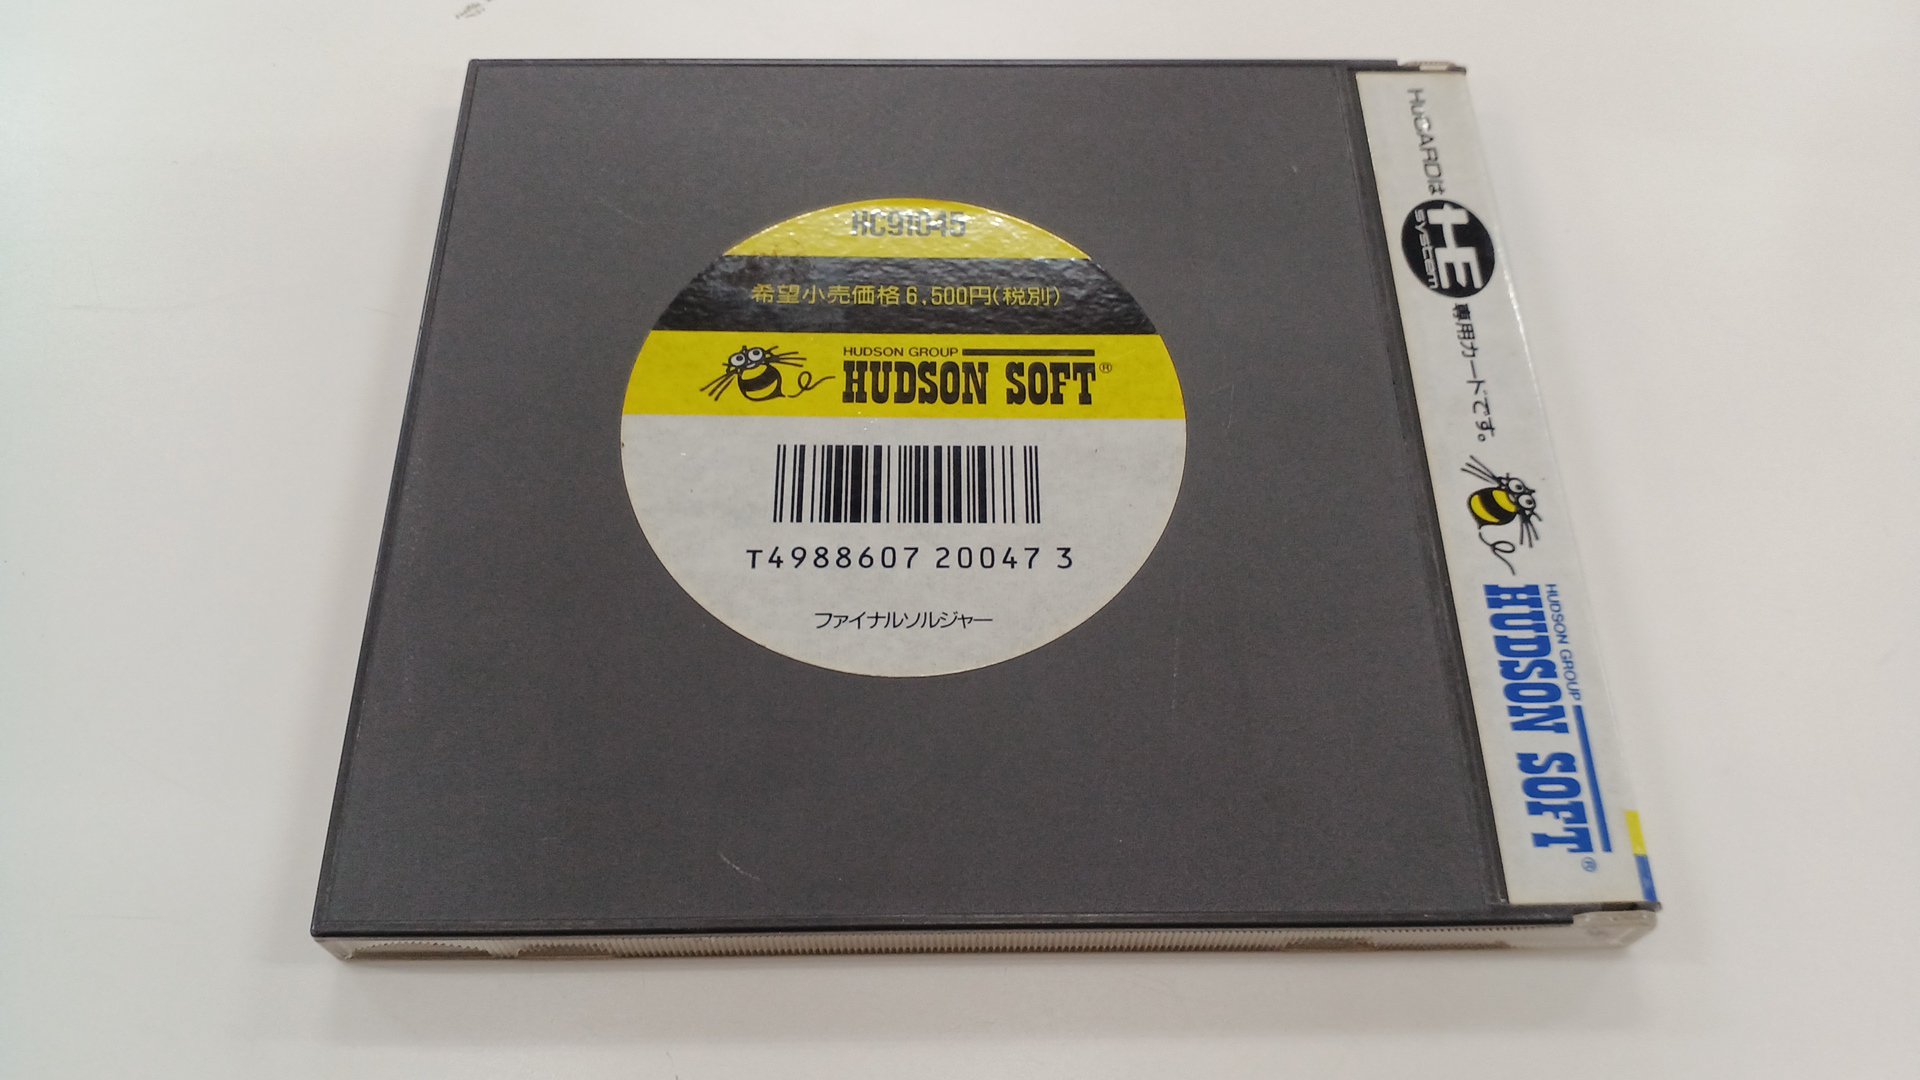 HC91045
希望小売価格6,500円(税別)
HUDSON GROUP
HUDSON SOFT®
T4988607 20047 3
ファイナルソルジャー
HuCARDは
HE
system
専用カードです。
HUDSON GROUP
HUDSON SOFT®